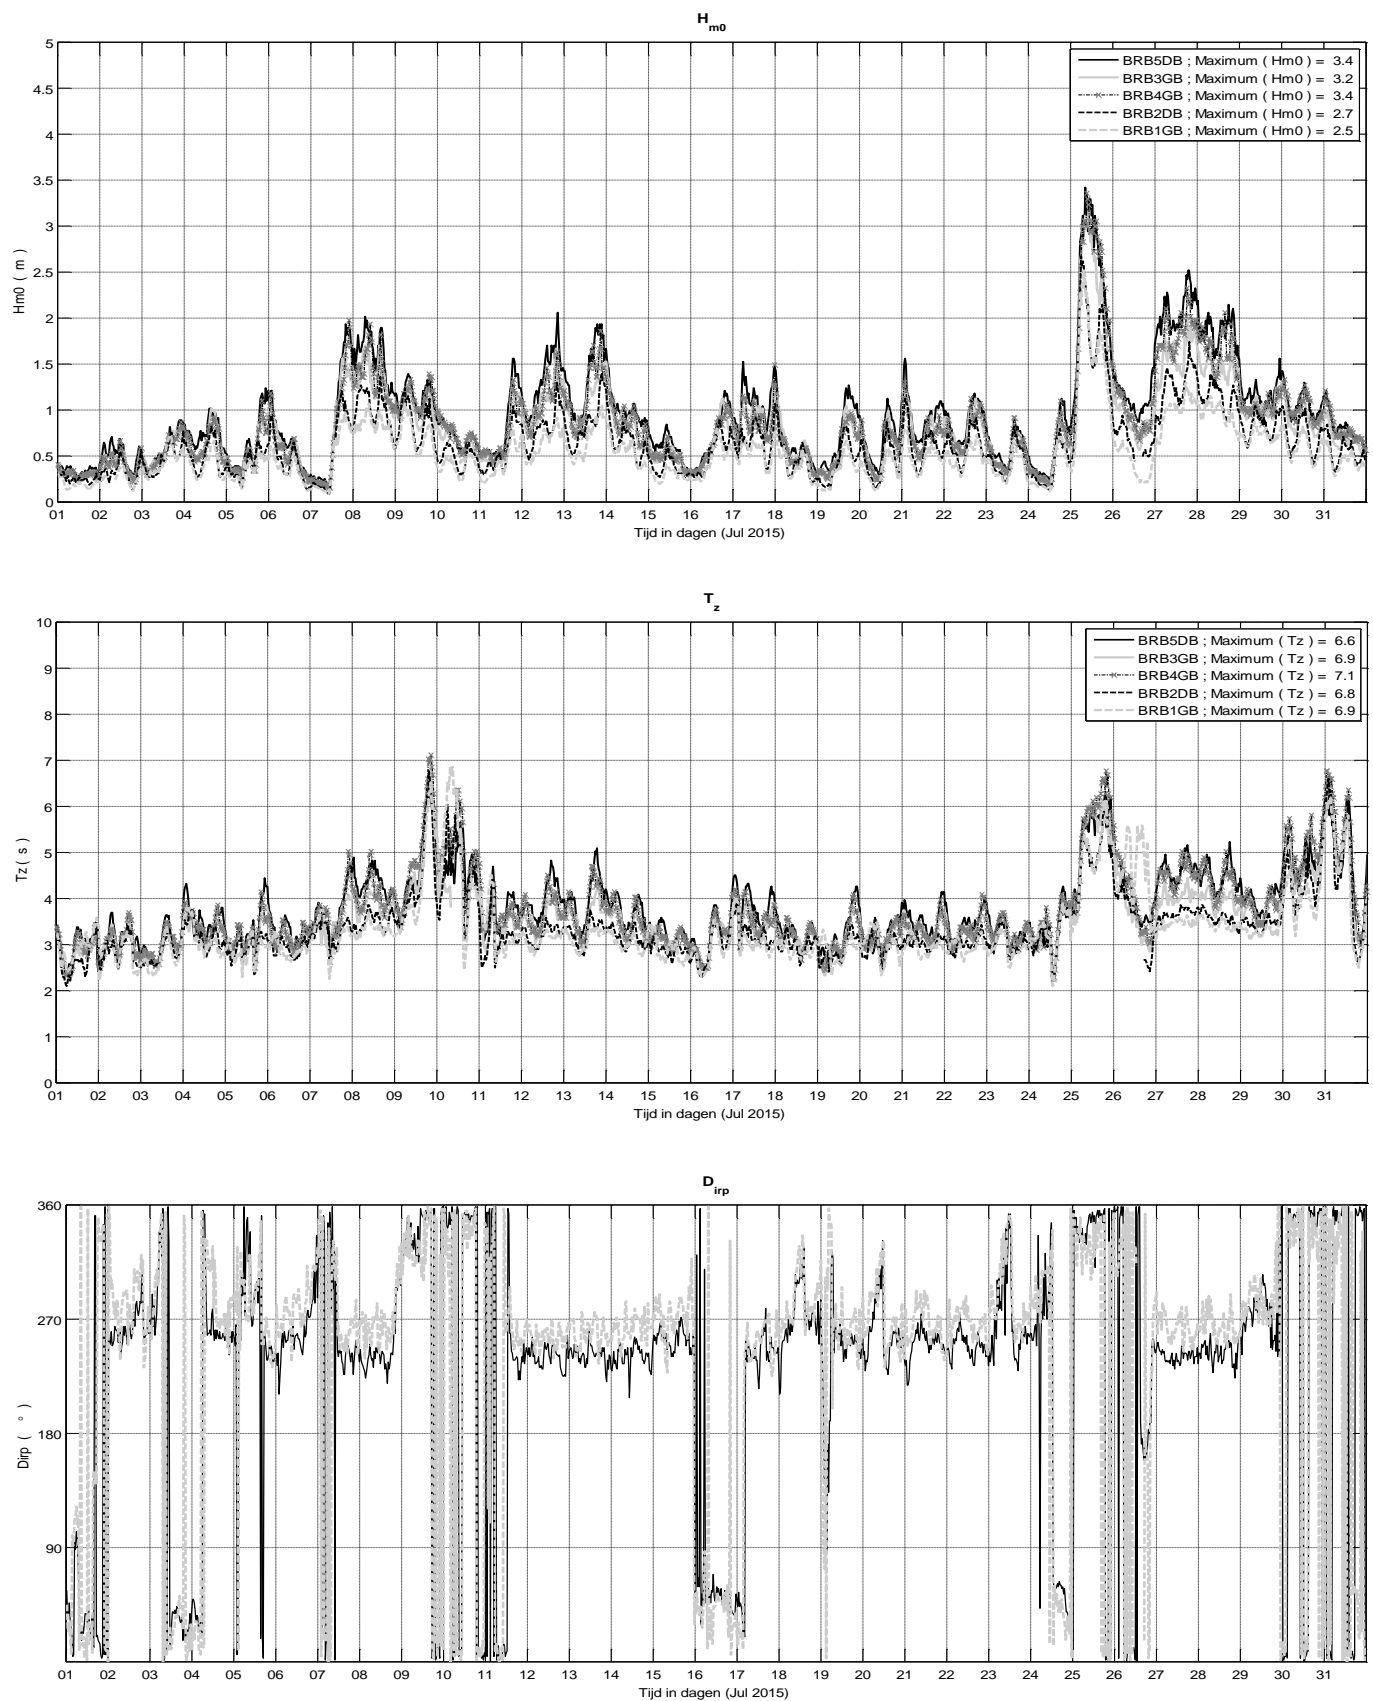 Hm0
5
4.5
4
3.5
3
2.5
2
1.5
1
0.5
0
Hm0 ( m )
BRB5DB ; Maximum ( Hm0 ) = 3.4
BRB3GB ; Maximum ( Hm0 ) = 3.2
BRB4GB ; Maximum ( Hm0 ) = 3.4
BRB2DB ; Maximum ( Hm0 ) = 2.7
BRB1GB ; Maximum ( Hm0 ) = 2.5
01 02 03 04 05 06 07 08 09 10 11 12 13 14 15 16 17 18 19 20 21 22 23 24 25 26 27 28 29 30 31
Tijd in dagen (Jul 2015)
Tz
10
9
8
7
6
5
4
3
2
1
0
Tz ( s )
BRB5DB ; Maximum ( Tz ) = 6.6
BRB3GB ; Maximum ( Tz ) = 6.9
BRB4GB ; Maximum ( Tz ) = 7.1
BRB2DB ; Maximum ( Tz ) = 6.8
BRB1GB ; Maximum ( Tz ) = 6.9
01 02 03 04 05 06 07 08 09 10 11 12 13 14 15 16 17 18 19 20 21 22 23 24 25 26 27 28 29 30 31
Tijd in dagen (Jul 2015)
Dirp
360
270
180
90
Dirp ( ° )
01 02 03 04 05 06 07 08 09 10 11 12 13 14 15 16 17 18 19 20 21 22 23 24 25 26 27 28 29 30 31
Tijd in dagen (Jul 2015)